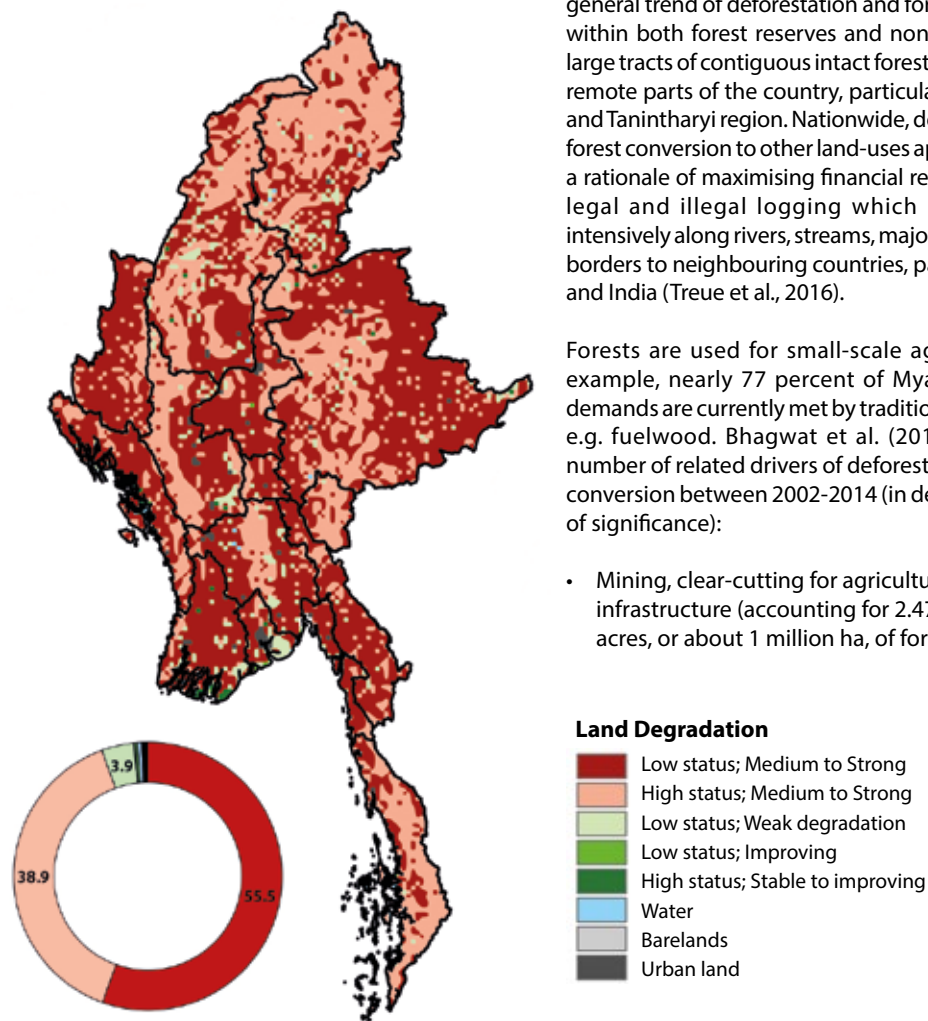 general trend of deforestation and for
within both forest reserves and non
large tracts of contiguous intact forest
remote parts of the country, particula
and Tanintharyi region. Nationwide, de
forest conversion to other land-uses ap
a rationale of maximising financial re
legal and illegal logging which
intensively along rivers, streams, majo
borders to neighbouring countries, pa
and India (Treue et al., 2016).
Forests are used for small-scale ag
example, nearly 77 percent of Mya
demands are currently met by traditio
e.g. fuelwood. Bhagwat et al. (201
number of related drivers of deforest
conversion between 2002-2014 (in de
of significance):
• Mining, clear-cutting for agricultu
infrastructure (accounting for 2.47
acres, or about 1 million ha, of for
Land Degradation
Low status; Medium to Strong
High status; Medium to Strong
Low status; Weak degradation
Low status; Improving
High status; Stable to improving
Water
Barelands
Urban land
3.9
38.9
55.5